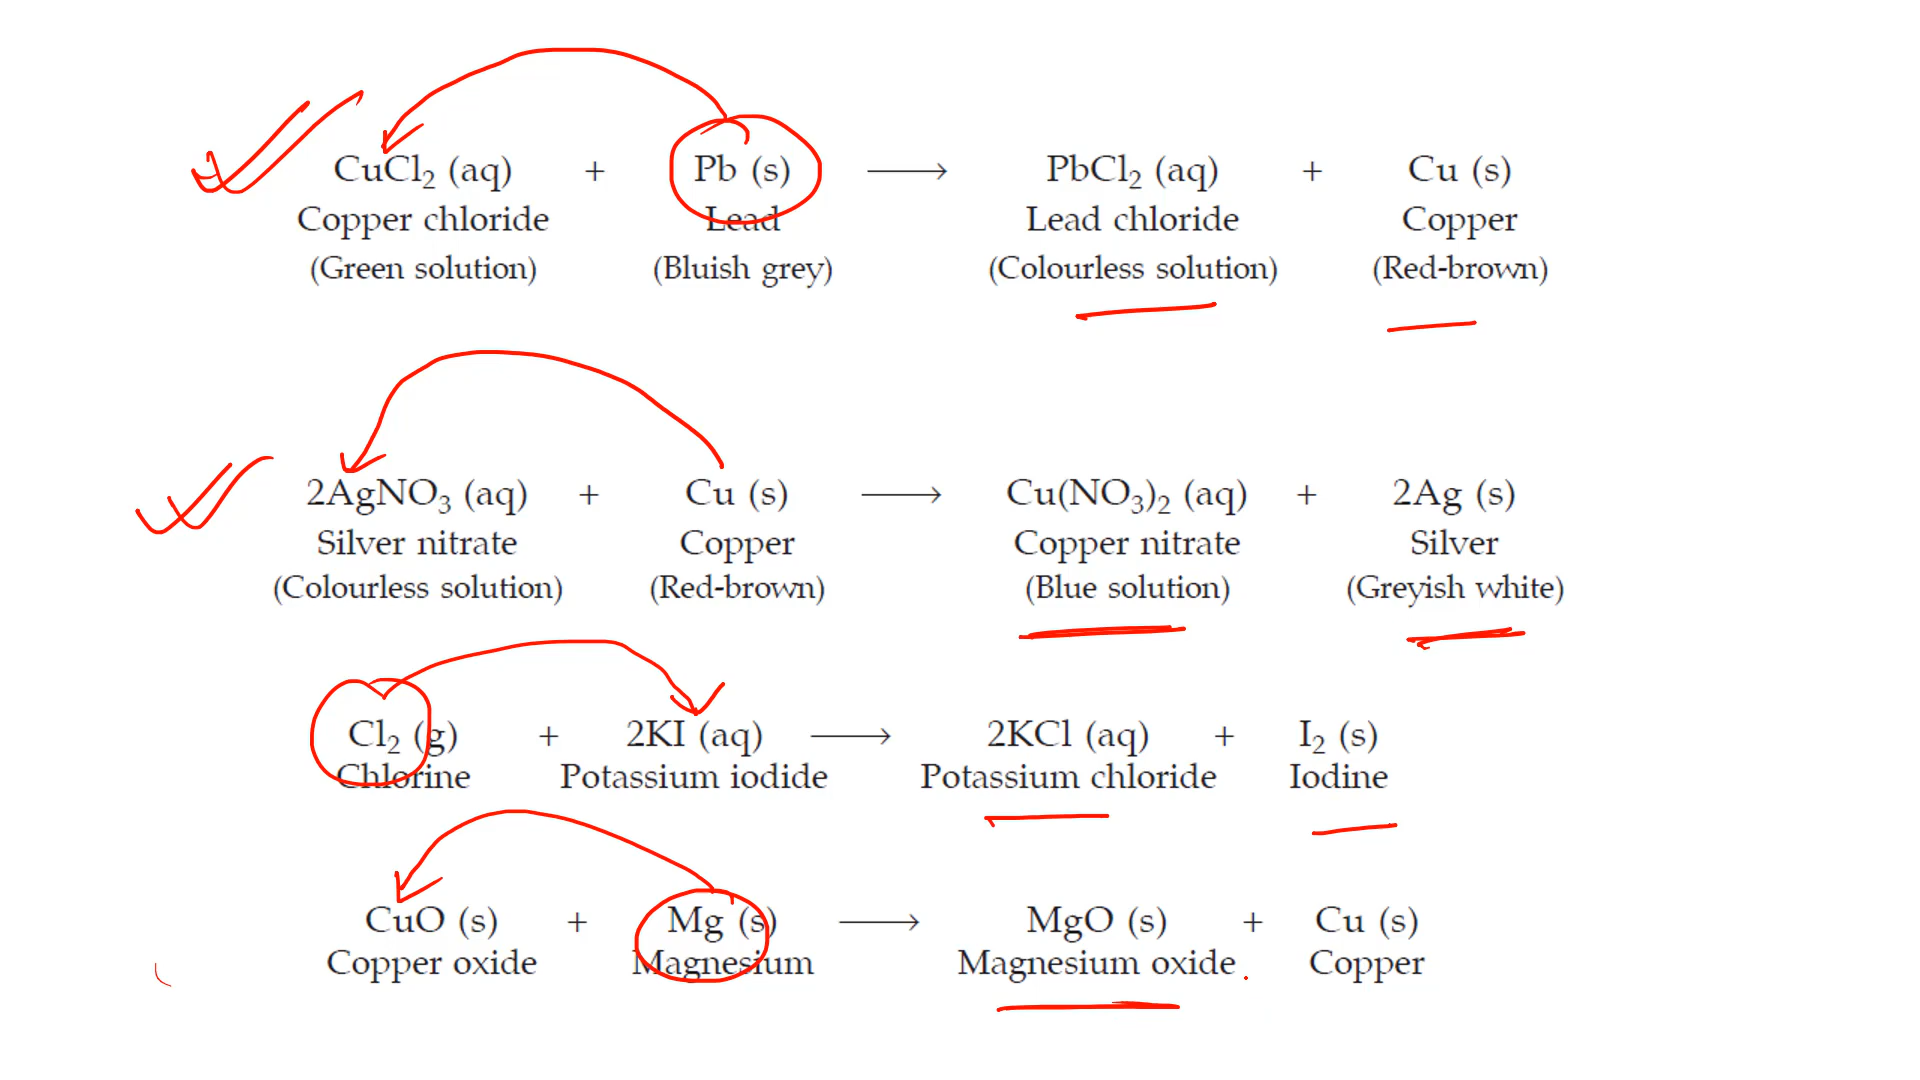 CuCl₂ (aq) + Pb (s) ⟶ PbCl₂ (aq) + Cu (s)
Copper chloride Lead Lead chloride Copper
(Green solution) (Bluish grey) (Colourless solution) (Red-brown)
2AgNO₃ (aq) + Cu (s) ⟶ Cu(NO₃)₂ (aq) + 2Ag (s)
Silver nitrate Copper Copper nitrate Silver
(Colourless solution) (Red-brown) (Blue solution) (Greyish white)
Cl₂ (g) + 2KI (aq) ⟶ 2KCl (aq) + I₂ (s)
Chlorine Potassium iodide Potassium chloride Iodine
CuO (s) + Mg (s) ⟶ MgO (s) + Cu (s)
Copper oxide Magnesium Magnesium oxide Copper